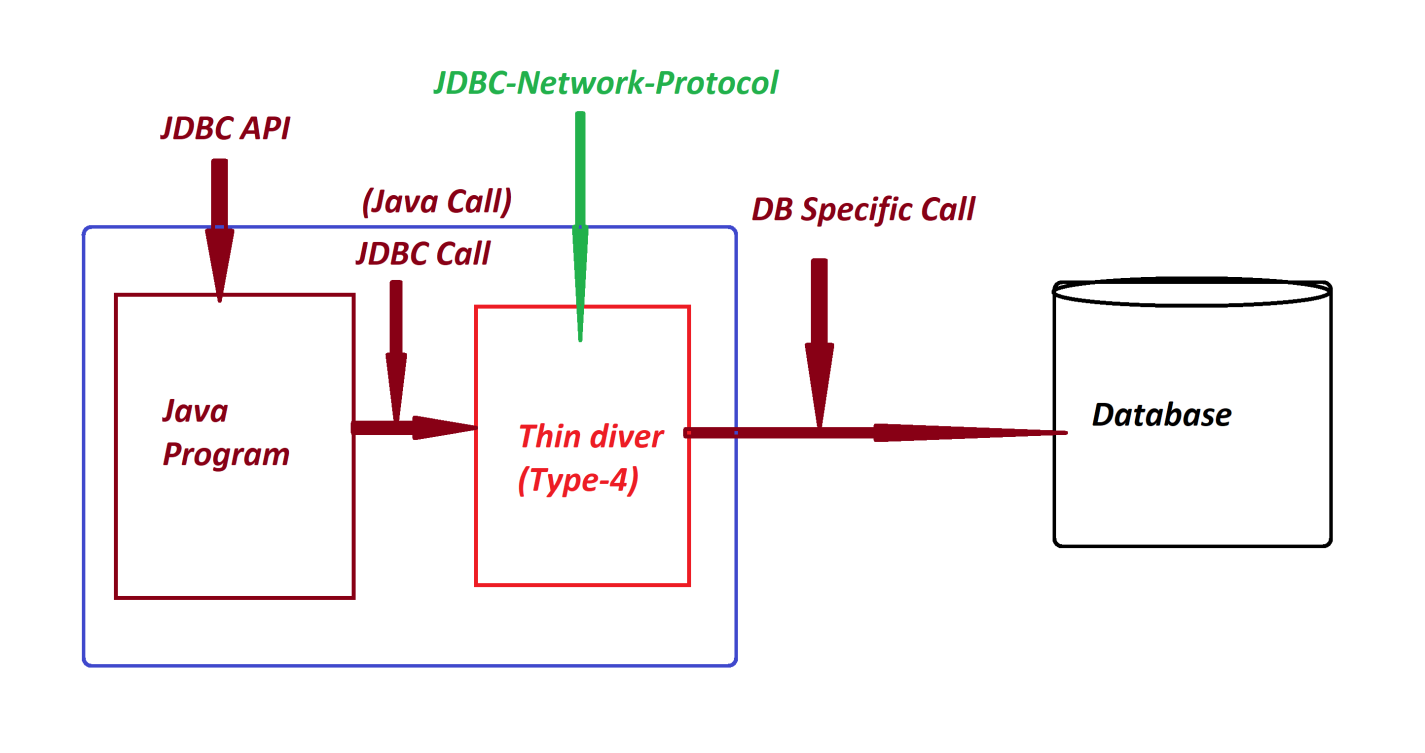 JDBC-Network-Protocol
JDBC API
(Java Call)
DB Specific Call
JDBC Call
Java
Program
Thin diver
(Type-4)
Database